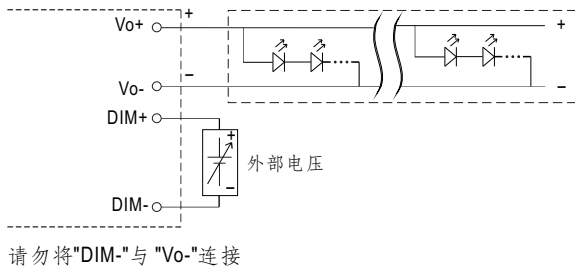 Vo+
+
+
Vo-
−
−
DIM+
+
外部电压
−
DIM-
请勿将"DIM-"与 "Vo-"连接